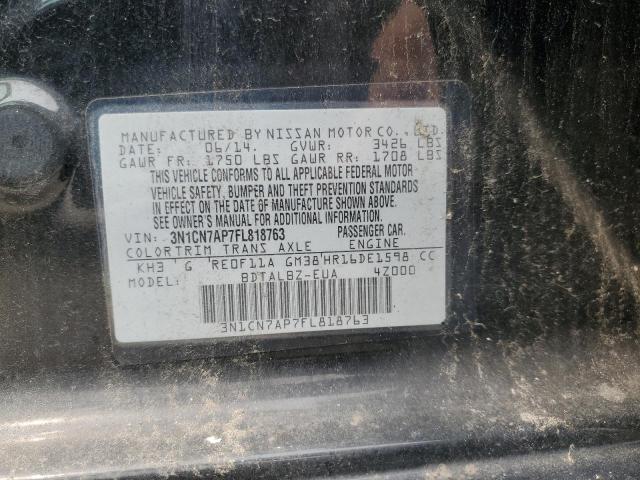 MANUFACTURED BY NISSAN MOTOR CO., LTD.
DATE: 06/14. GVWR: 3426 LBS
GAWR FR: 1750 LBS GAWR RR: 1708 LBS
THIS VEHICLE CONFORMS TO ALL APPLICABLE FEDERAL MOTOR
VEHICLE SAFETY, BUMPER AND THEFT PREVENTION STANDARDS
IN EFFECT ON THE DATE OF MANUFACTURE SHOWN ABOVE.
SEE OWNER'S MANUAL FOR ADDITIONAL INFORMATION.
VIN: 3N1CN7AP7FL818763 PASSENGER CAR.
COLOR TRIM TRANS AXLE ENGINE
KH3 G RE0F11A GM38 HR16DE1598 CC
MODEL: BDTALBZ-EUA 4Z000
3N1CN7AP7FL818763